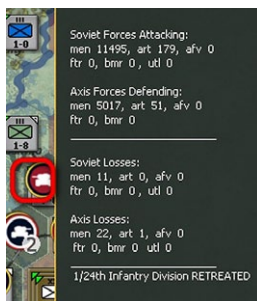 Soviet Forces Attacking:
men 11495, art 179, afv 0
ftr 0, bmr 0 , utl 0
Axis Forces Defending:
men 5017, art 51, afv 0
ftr 0, bmr 0
Soviet Losses:
men 11, art 0, afv 0
ftr 0, bmr 0 , utl 0
Axis Losses:
men 22, art 1, afv 0
ftr 0, bmr 0 utl 0
1/24th Infantry Division RETREATED
III
1-0
III
1-8
2